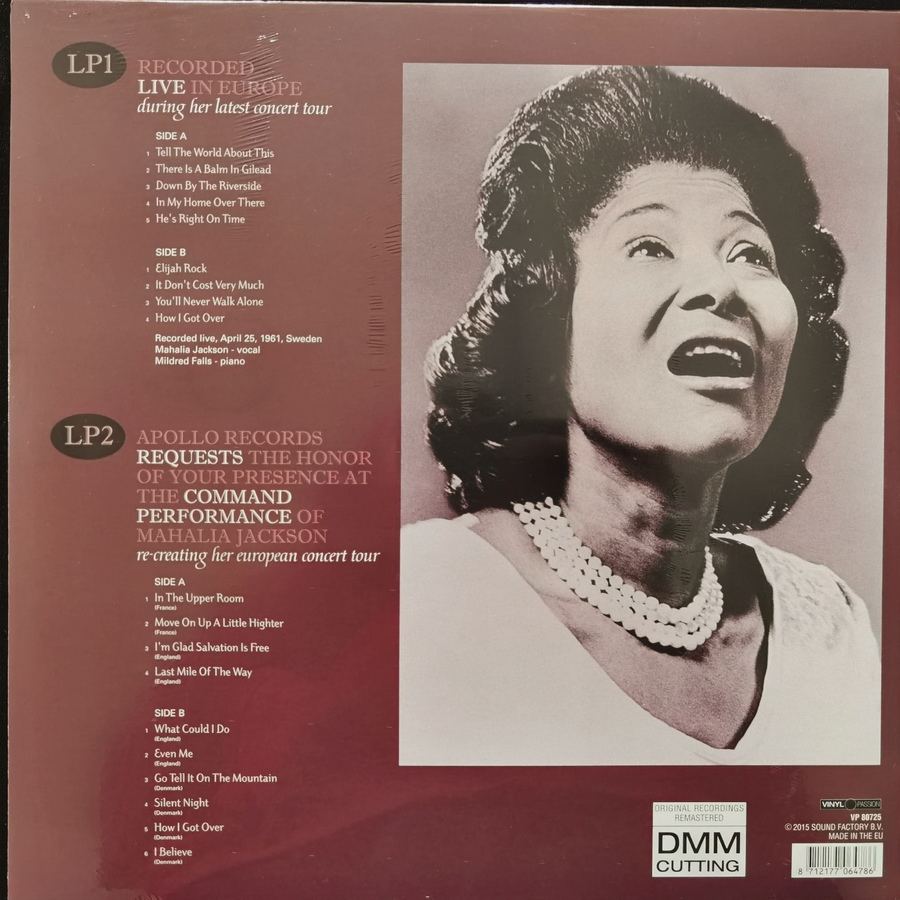 LP1
RECORDED
LIVE IN EUROPE
during her latest concert tour
SIDE A
1 Tell The World About This
2 There Is A Balm In Gilead
3 Down By The Riverside
4 In My Home Over There
5 He's Right On Time
SIDE B
1 Elijah Rock
2 It Don't Cost Very Much
3 You'll Never Walk Alone
4 How I Got Over
Recorded live, April 25, 1961, Sweden
Mahalia Jackson - vocal
Mildred Falls - piano
LP2
APOLLO RECORDS
REQUESTS THE HONOR
OF YOUR PRESENCE AT
THE COMMAND
PERFORMANCE OF
MAHALIA JACKSON
re-creating her european concert tour
SIDE A
1 In The Upper Room
(France)
2 Move On Up A Little Highter
(France)
3 I'm Glad Salvation Is Free
(England)
4 Last Mile Of The Way
(England)
SIDE B
1 What Could I Do
(England)
2 Even Me
(England)
3 Go Tell It On The Mountain
(Denmark)
4 Silent Night
(Denmark)
5 How I Got Over
(Denmark)
6 I Believe
(Denmark)
ORIGINAL RECORDINGS
REMASTERED
DMM
CUTTING
VINYL PASSION
VP 80725
© 2015 SOUND FACTORY B.V.
MADE IN THE EU
8 712177 064786